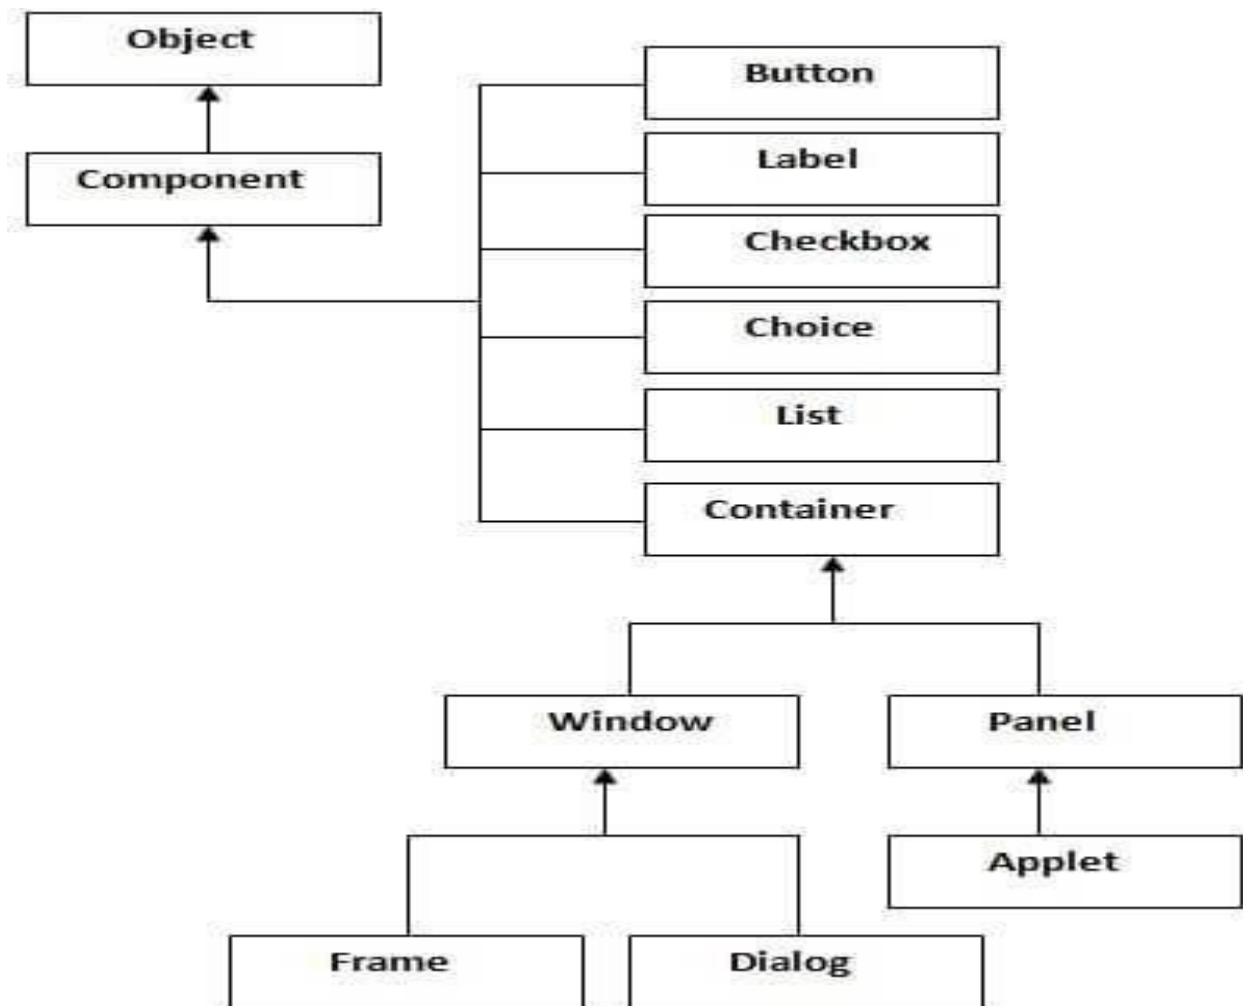 Object
Component
Button
Label
Checkbox
Choice
List
Container
Window
Panel
Applet
Frame
Dialog